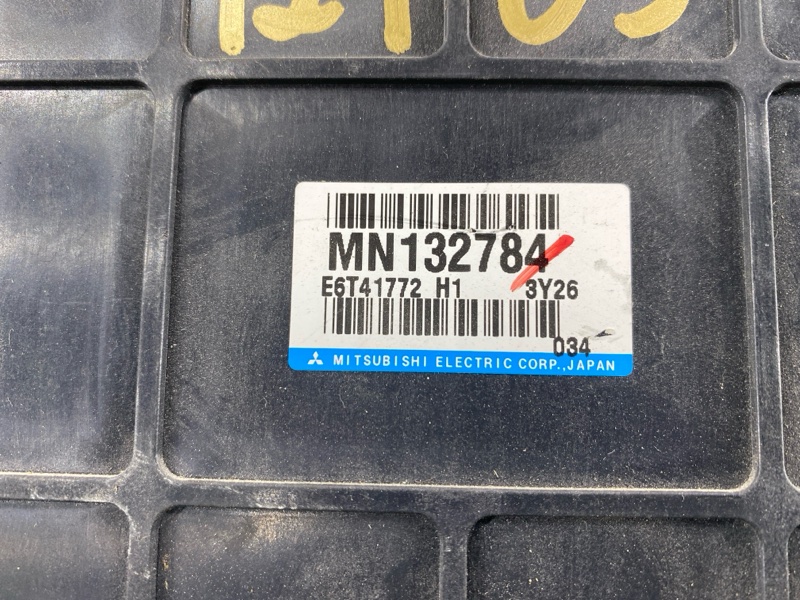 MN132784
E6T41772 H1 3Y26
034
MITSUBISHI ELECTRIC CORP.,JAPAN